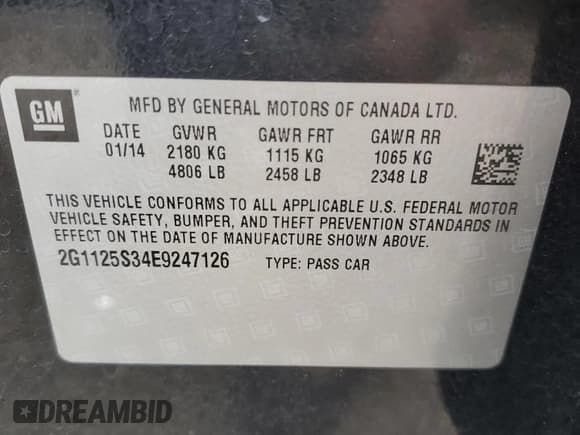 GM
MFD BY GENERAL MOTORS OF CANADA LTD.
DATE GVWR GAWR FRT GAWR RR
01/14 2180 KG 1115 KG 1065 KG
4806 LB 2458 LB 2348 LB
THIS VEHICLE CONFORMS TO ALL APPLICABLE U.S. FEDERAL MOTOR
VEHICLE SAFETY, BUMPER, AND THEFT PREVENTION STANDARDS IN
EFFECT ON THE DATE OF MANUFACTURE SHOWN ABOVE.
2G1125S34E9247126 TYPE: PASS CAR
DREAMBID